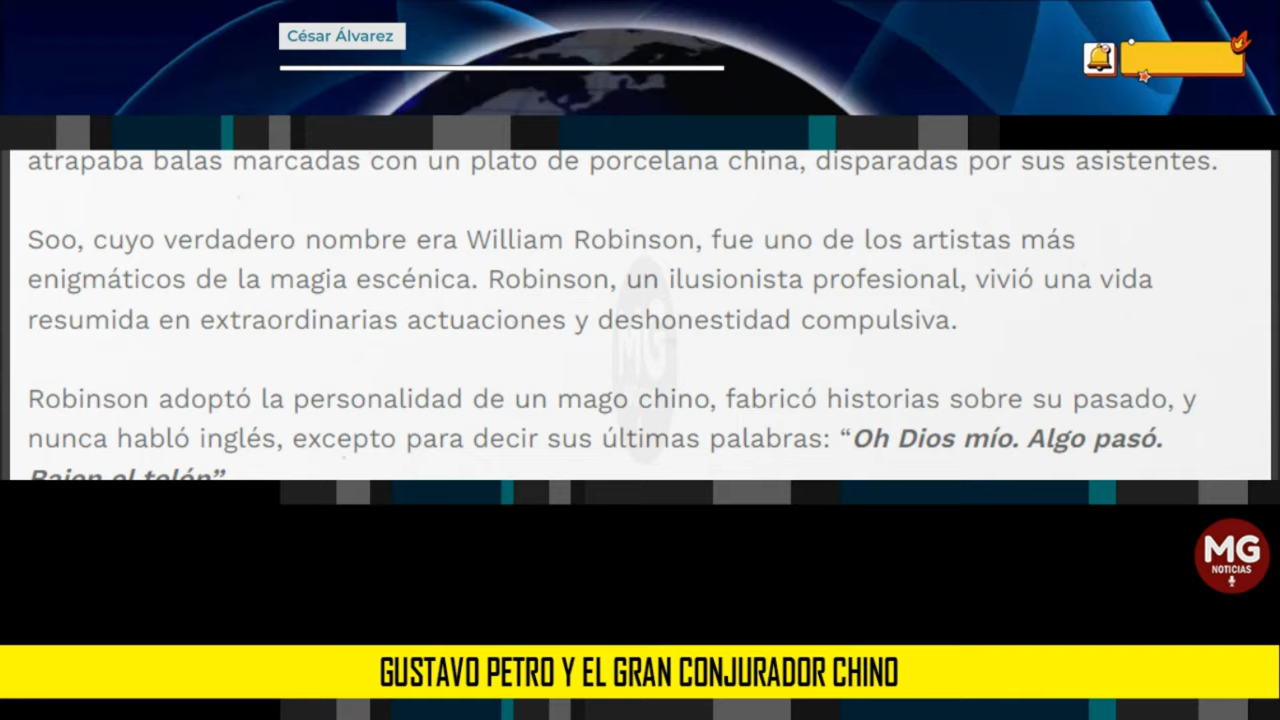 César Álvarez
atrapaba balas marcadas con un plato de porcelana china, disparadas por sus asistentes.
Soo, cuyo verdadero nombre era William Robinson, fue uno de los artistas más
enigmáticos de la magia escénica. Robinson, un ilusionista profesional, vivió una vida
resumida en extraordinarias actuaciones y deshonestidad compulsiva.
Robinson adoptó la personalidad de un mago chino, fabricó historias sobre su pasado, y
nunca habló inglés, excepto para decir sus últimas palabras: “Oh Dios mío. Algo pasó.
Bajen el telón”
MG
MG
NOTICIAS
GUSTAVO PETRO Y EL GRAN CONJURADOR CHINO